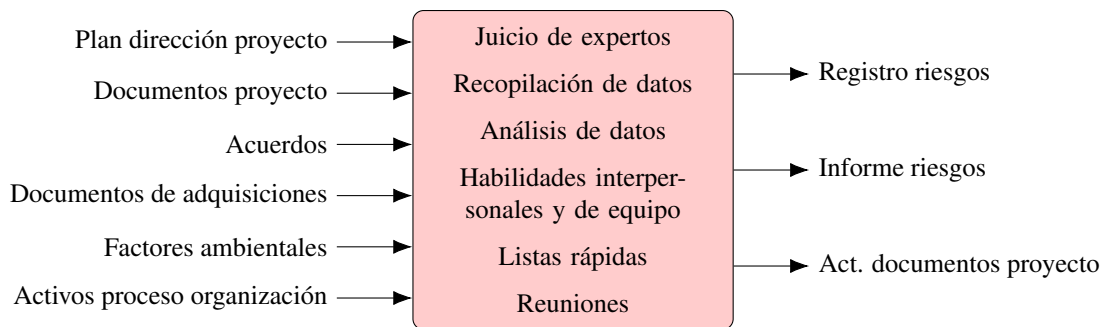 Plan dirección proyecto
Documentos proyecto
Acuerdos
Documentos de adquisiciones
Factores ambientales
Activos proceso organización
Juicio de expertos
Recopilación de datos
Análisis de datos
Habilidades interper-
sonales y de equipo
Listas rápidas
Reuniones
Registro riesgos
Informe riesgos
Act. documentos proyecto